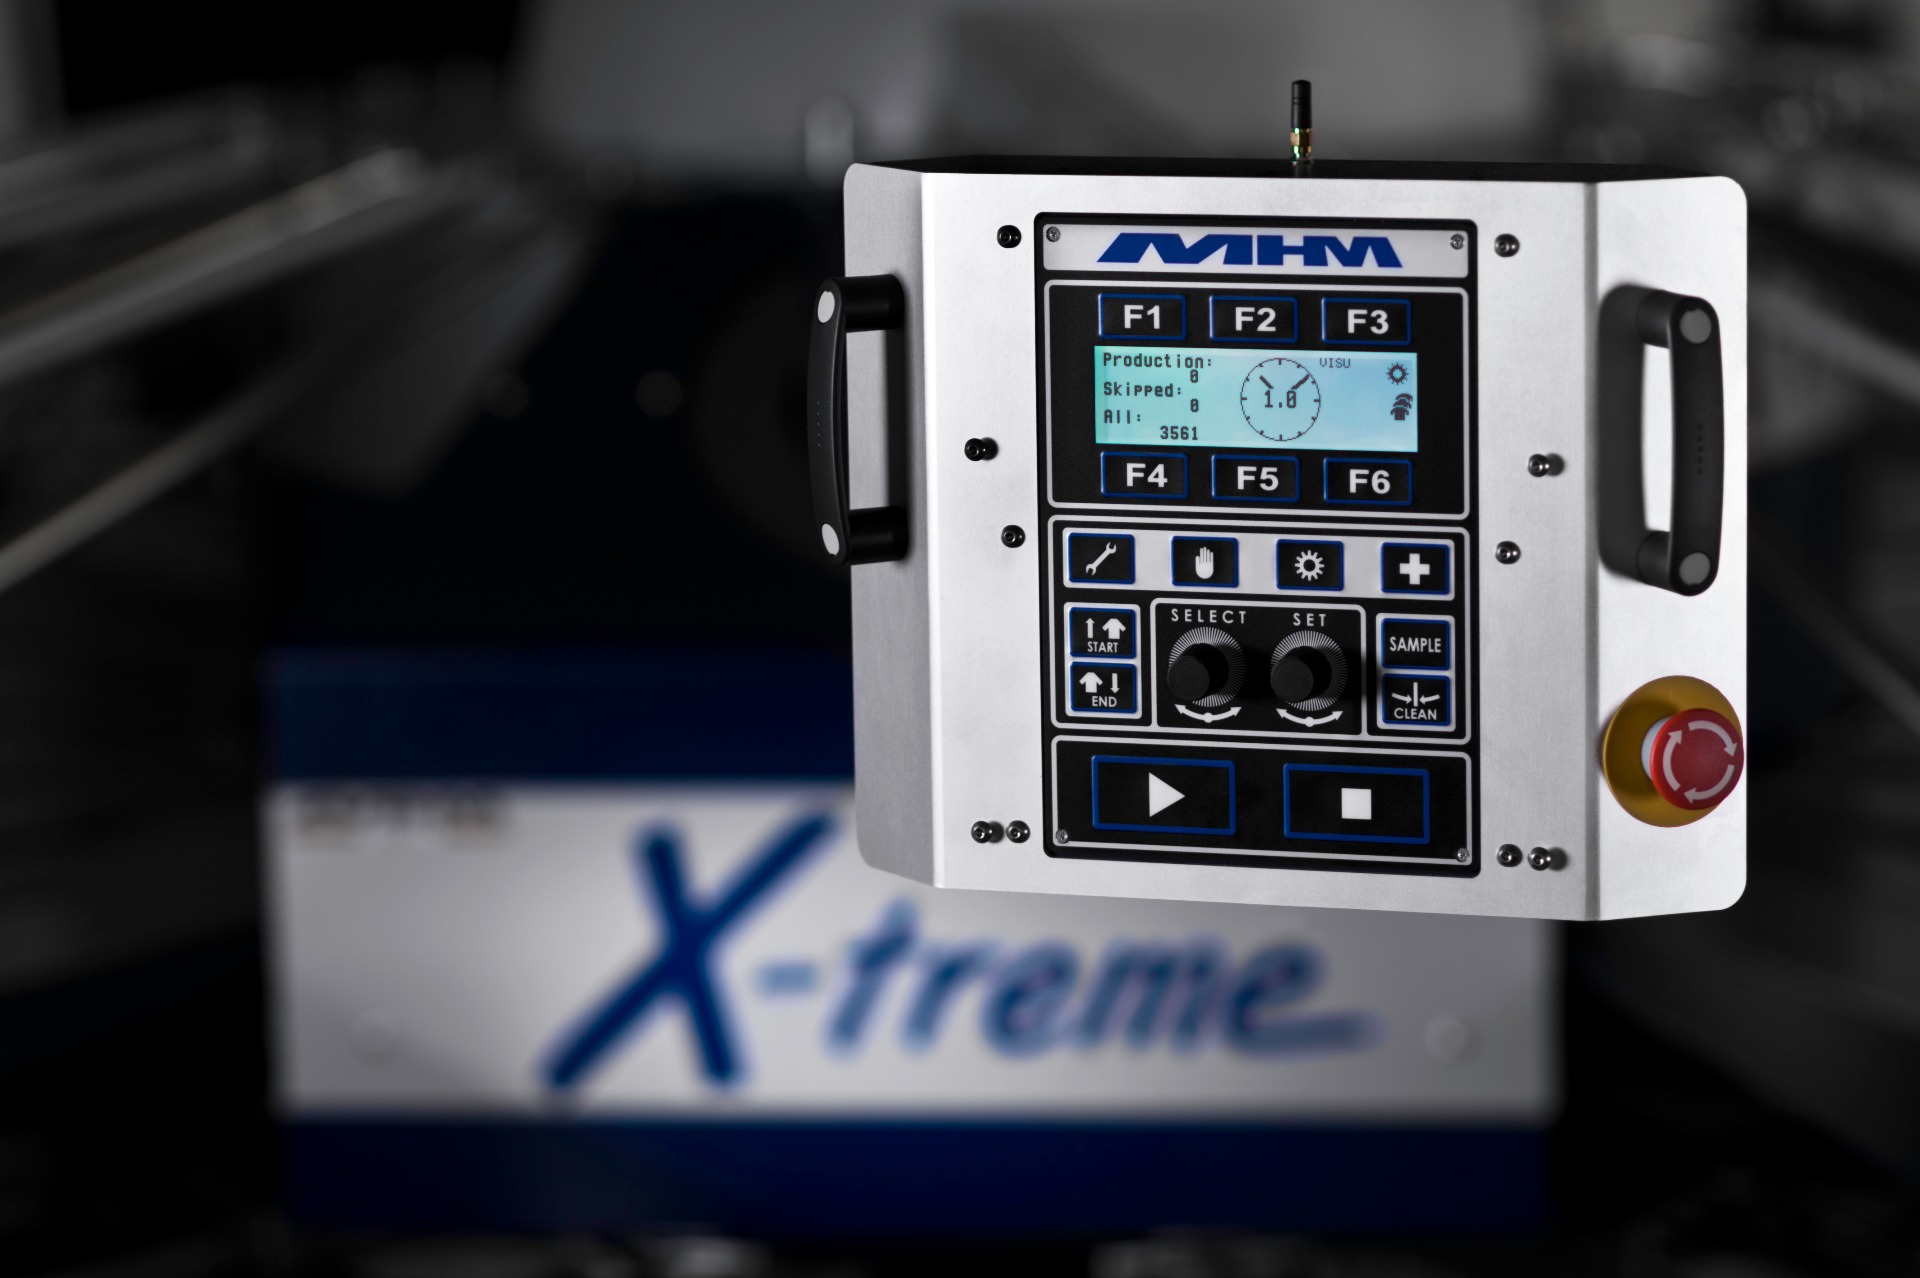 MHM
F1 F2 F3
Production:
0
Skipped:
0
All:
3561
1.0
VISU
F4 F5 F6
START
END
SELECT SET
SAMPLE
CLEAN
X-treme